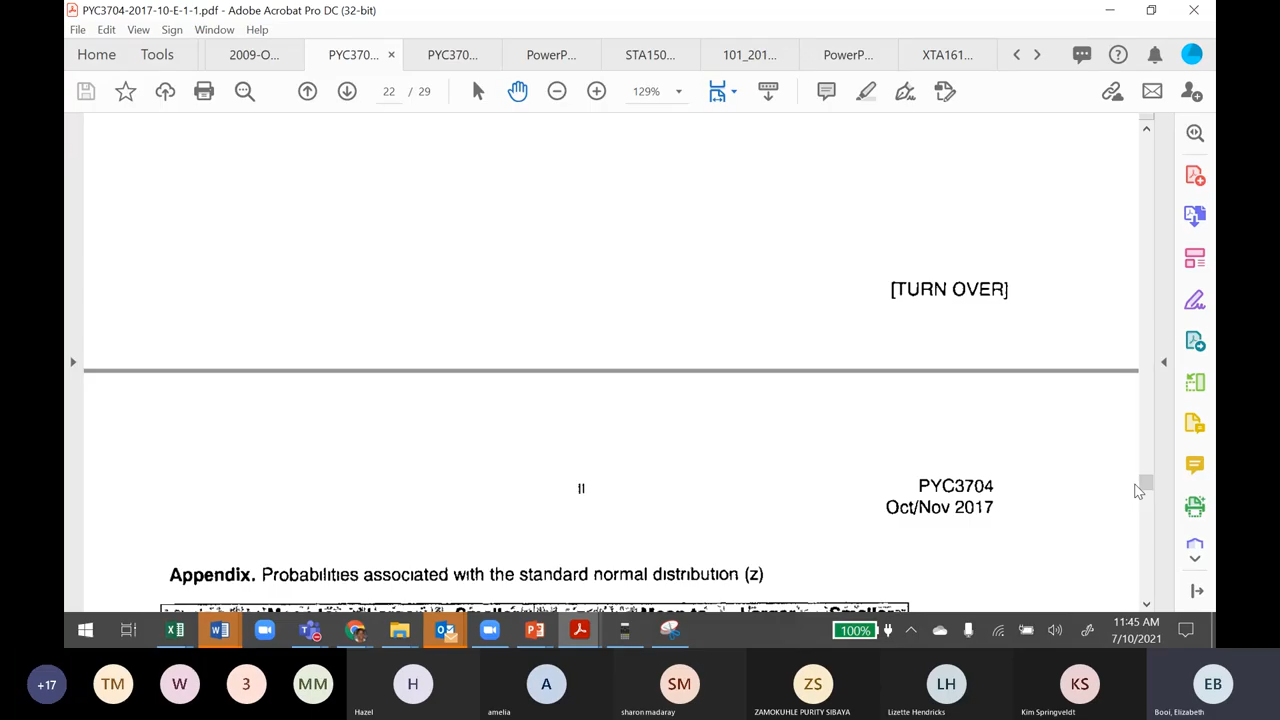 PYC3704-2017-10-E-1-1.pdf - Adobe Acrobat Pro DC (32-bit)
File Edit View Sign Window Help
Home Tools 2009-O... PYC370... × PYC370... PowerP... STA150... 101_201... PowerP... XTA161...
22 / 29 129%
[TURN OVER]
II
PYC3704
Oct/Nov 2017
Appendix. Probabilities associated with the standard normal distribution (z)
100% 11:45 AM
7/10/2021
+17 TM W 3 MM H A SM ZS LH KS EB
Hazel amelia sharon madaray ZAMOKUHLE PURITY SIBAYA Lizette Hendricks Kim Springveldt Booi, Elizabeth